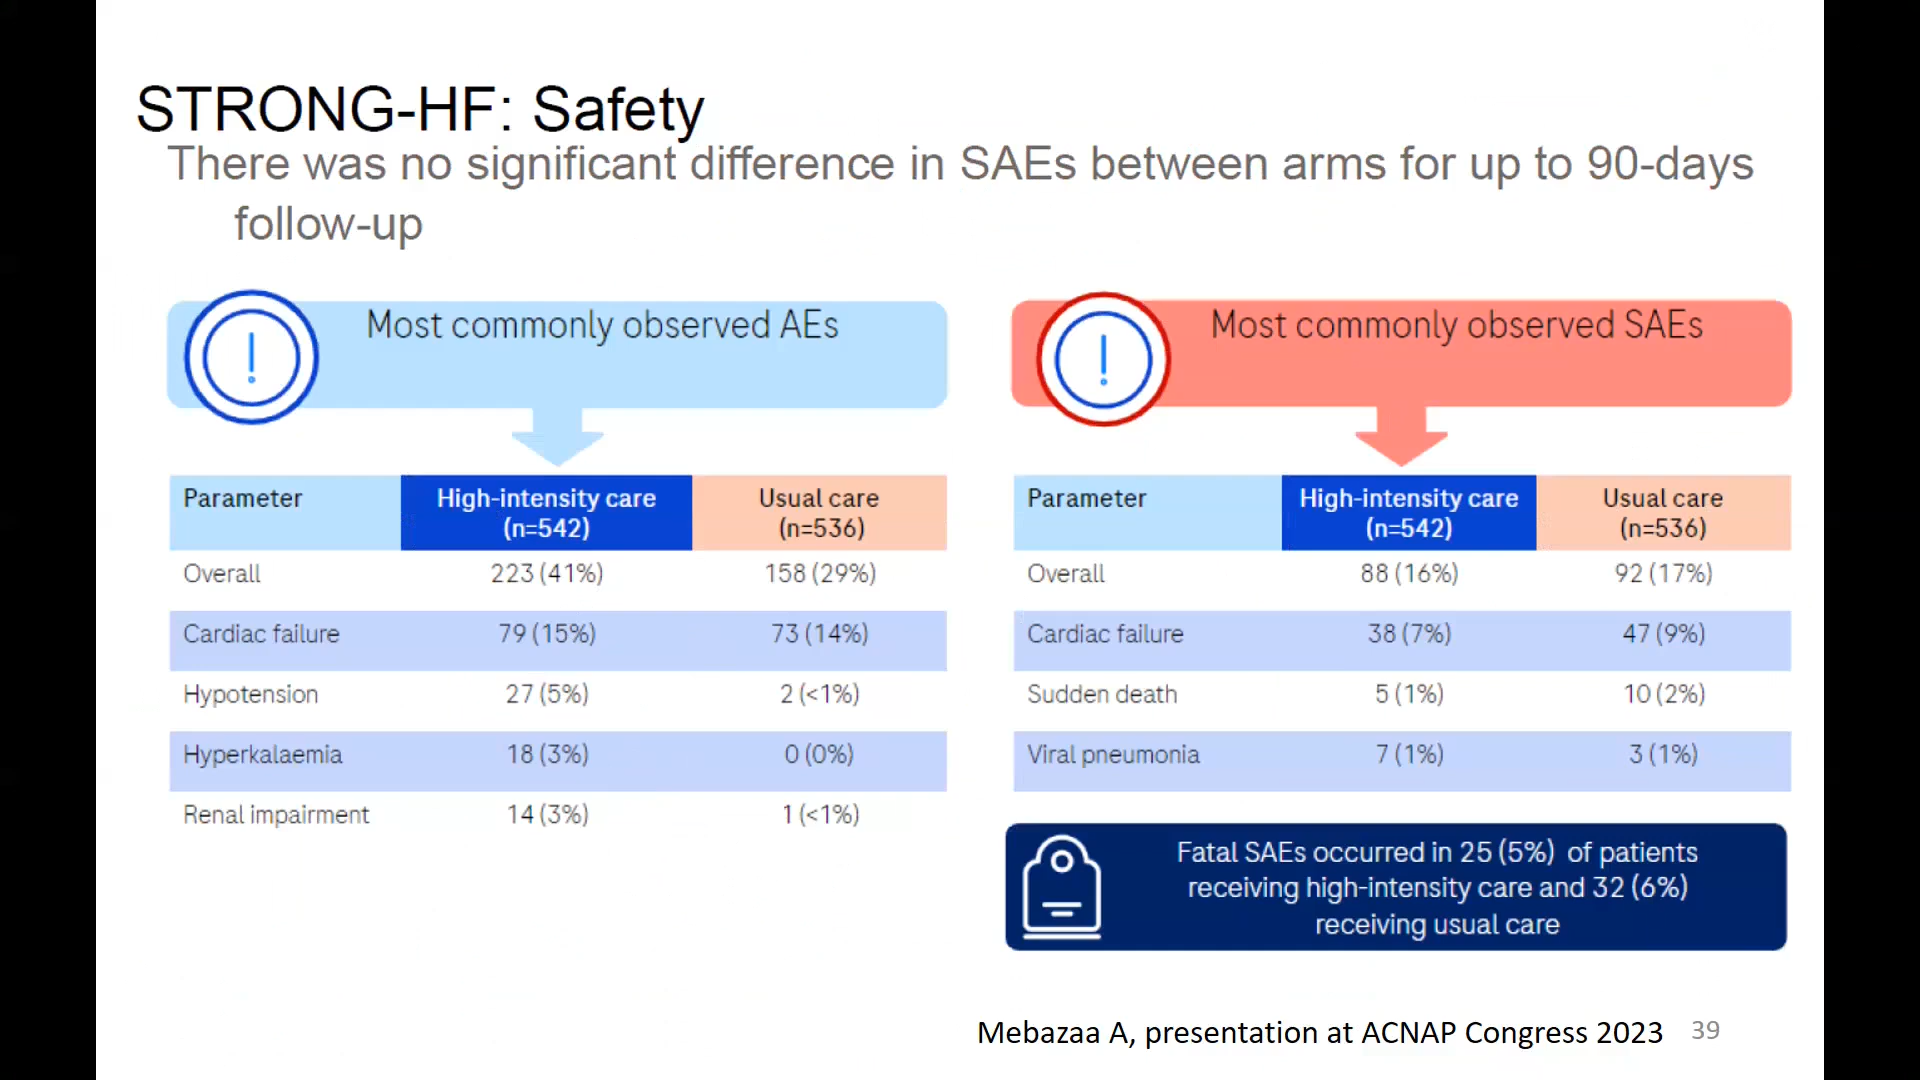 STRONG-HF: Safety
There was no significant difference in SAEs between arms for up to 90-days
follow-up
Most commonly observed AEs
Parameter High-intensity care Usual care
(n=542) (n=536)
Overall 223 (41%) 158 (29%)
Cardiac failure 79 (15%) 73 (14%)
Hypotension 27 (5%) 2 (<1%)
Hyperkalaemia 18 (3%) 0 (0%)
Renal impairment 14 (3%) 1 (<1%)
Most commonly observed SAEs
Parameter High-intensity care Usual care
(n=542) (n=536)
Overall 88 (16%) 92 (17%)
Cardiac failure 38 (7%) 47 (9%)
Sudden death 5 (1%) 10 (2%)
Viral pneumonia 7 (1%) 3 (1%)
Fatal SAEs occurred in 25 (5%) of patients
receiving high-intensity care and 32 (6%)
receiving usual care
Mebazaa A, presentation at ACNAP Congress 2023 39